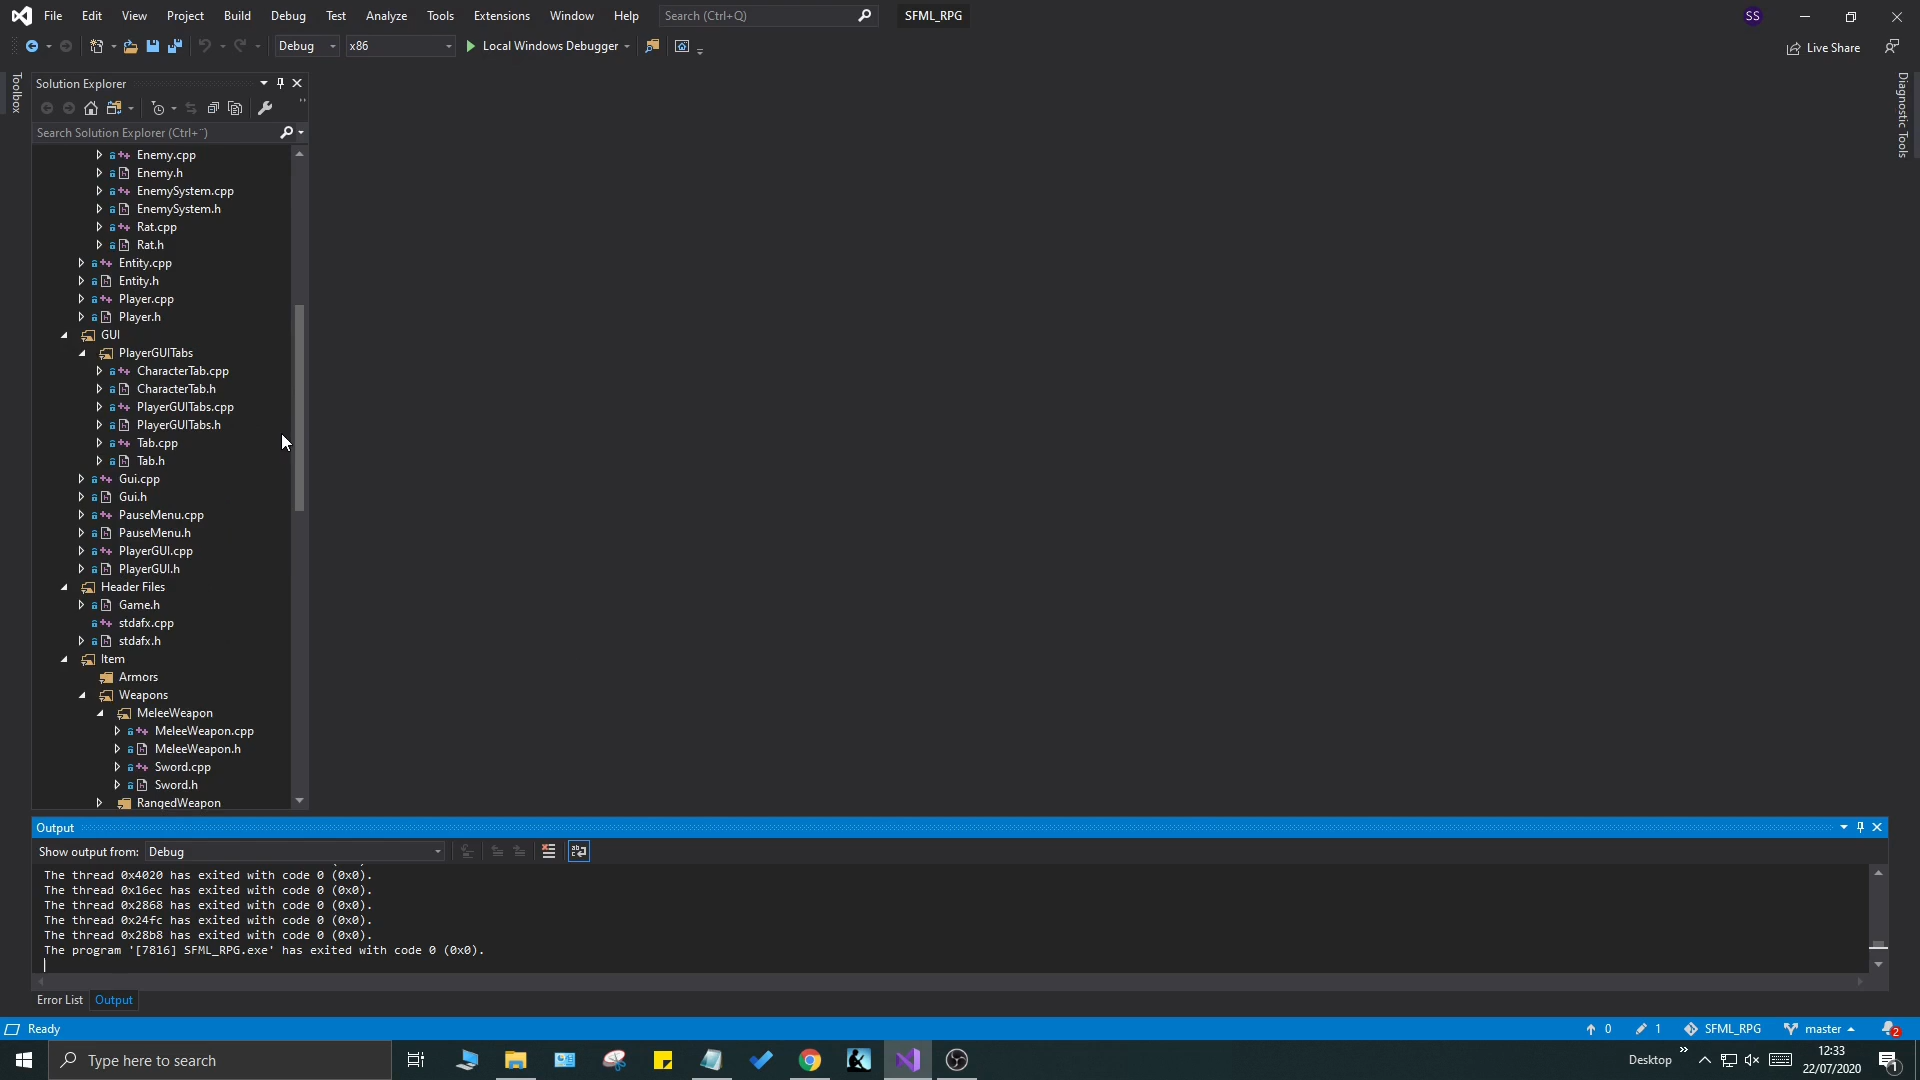 File Edit View Project Build Debug Test Analyze Tools Extensions Window Help Search (Ctrl+Q) SFML_RPG SS
Debug x86 Local Windows Debugger Live Share
Toolbox
Solution Explorer
Search Solution Explorer (Ctrl+¨)
Enemy.cpp
Enemy.h
EnemySystem.cpp
EnemySystem.h
Rat.cpp
Rat.h
Entity.cpp
Entity.h
Player.cpp
Player.h
GUI
PlayerGUITabs
CharacterTab.cpp
CharacterTab.h
PlayerGUITabs.cpp
PlayerGUITabs.h
Tab.cpp
Tab.h
Gui.cpp
Gui.h
PauseMenu.cpp
PauseMenu.h
PlayerGUI.cpp
PlayerGUI.h
Header Files
Game.h
stdafx.cpp
stdafx.h
Item
Armors
Weapons
MeleeWeapon
MeleeWeapon.cpp
MeleeWeapon.h
Sword.cpp
Sword.h
RangedWeapon
Diagnostic Tools
Output
Show output from: Debug
The thread 0x4020 has exited with code 0 (0x0).
The thread 0x16ec has exited with code 0 (0x0).
The thread 0x2868 has exited with code 0 (0x0).
The thread 0x24fc has exited with code 0 (0x0).
The thread 0x28b8 has exited with code 0 (0x0).
The program '[7816] SFML_RPG.exe' has exited with code 0 (0x0).
Error List Output
Ready 0 1 SFML_RPG master 2
Type here to search Desktop 12:33
22/07/2020 1